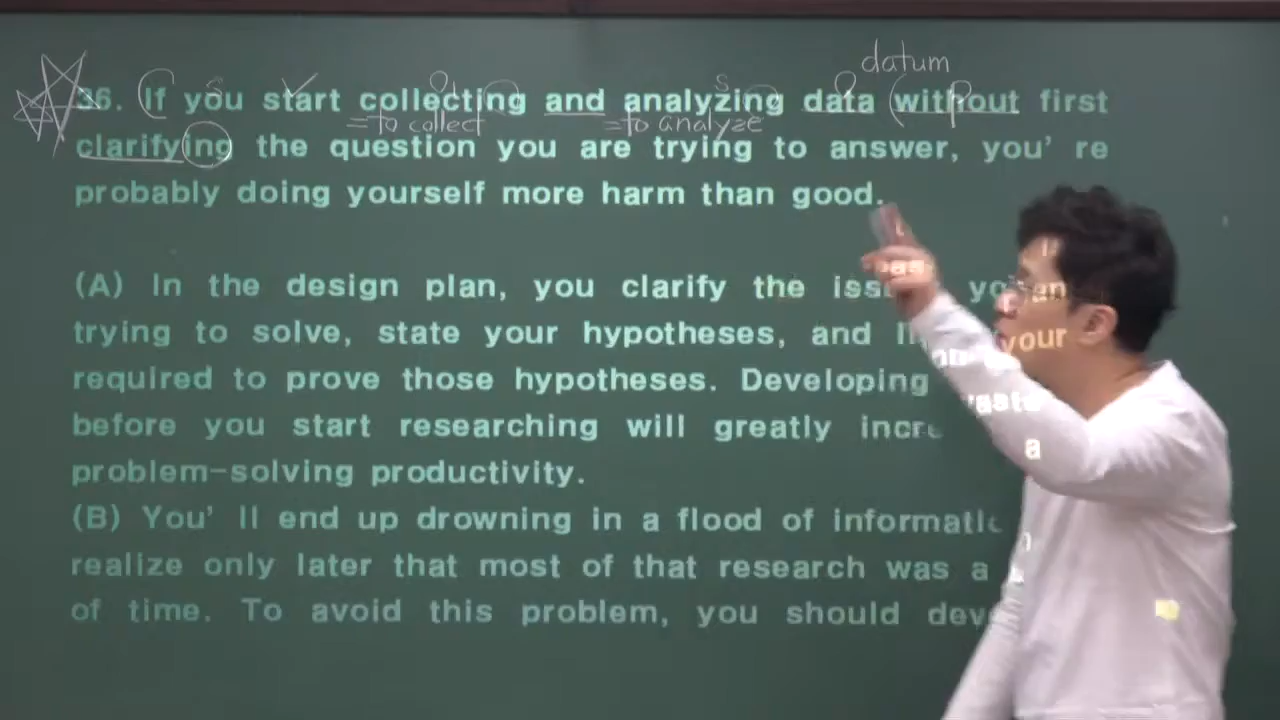 datum
36. If you start collecting and analyzing data (without first
= to collect = to analyze
clarifying the question you are trying to answer, you' re
probably doing yourself more harm than good.
(A) In the design plan, you clarify the
trying to solve, state your hypotheses, and
required to prove those hypotheses. Developing
before you start researching will greatly
problem-solving productivity.
(B) You' ll end up drowning in a flood of
realize only later that most of that research was a
of time. To avoid this problem, you should